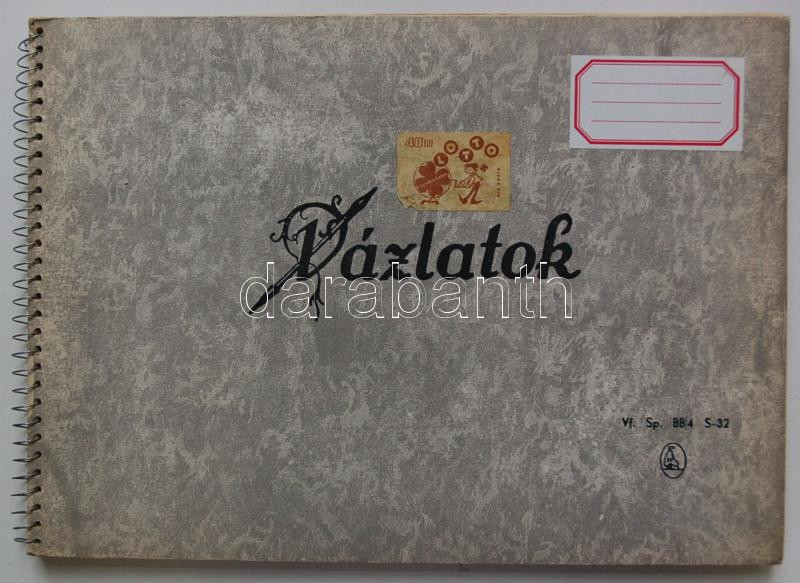 40 fill
LOTTO
Vázlatok
darabanth
Vf. Sp. BB/4 S-32